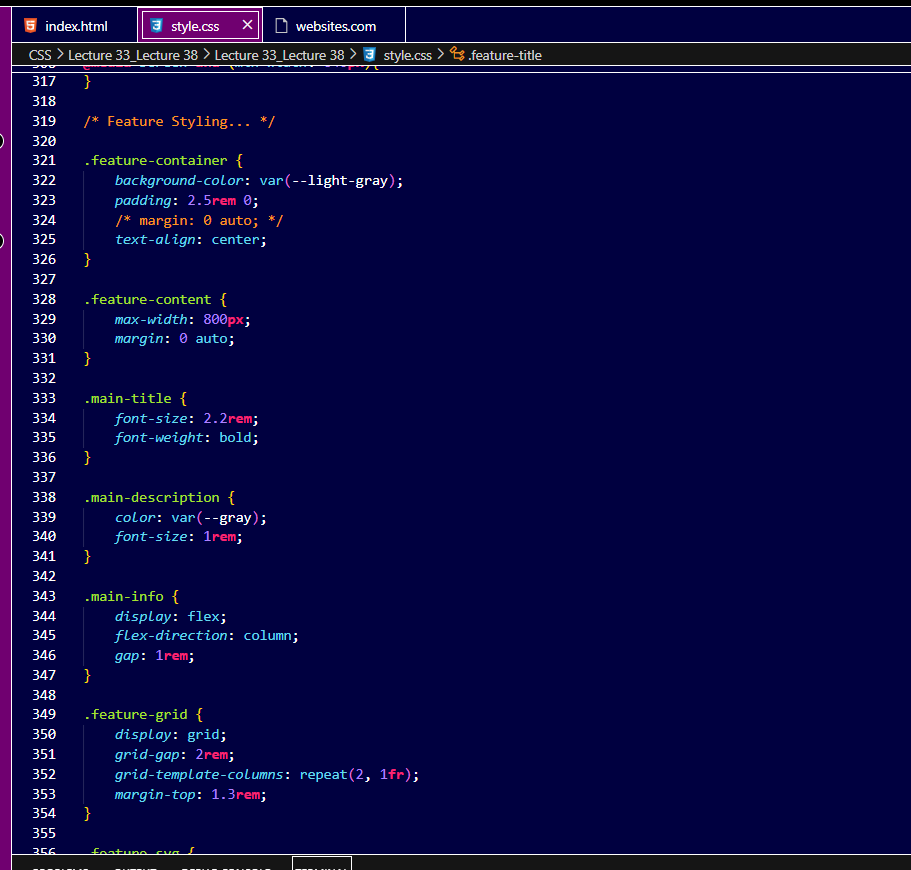 index.html
style.css
websites.com
CSS > Lecture 33_Lecture 38 > Lecture 33_Lecture 38 > style.css > .feature-title
317 }
318
319 /* Feature Styling... */
320
321 .feature-container {
322 background-color: var(--light-gray);
323 padding: 2.5rem 0;
324 /* margin: 0 auto; */
325 text-align: center;
326 }
327
328 .feature-content {
329 max-width: 800px;
330 margin: 0 auto;
331 }
332
333 .main-title {
334 font-size: 2.2rem;
335 font-weight: bold;
336 }
337
338 .main-description {
339 color: var(--gray);
340 font-size: 1rem;
341 }
342
343 .main-info {
344 display: flex;
345 flex-direction: column;
346 gap: 1rem;
347 }
348
349 .feature-grid {
350 display: grid;
351 grid-gap: 2rem;
352 grid-template-columns: repeat(2, 1fr);
353 margin-top: 1.3rem;
354 }
355
356 .feature-svg {